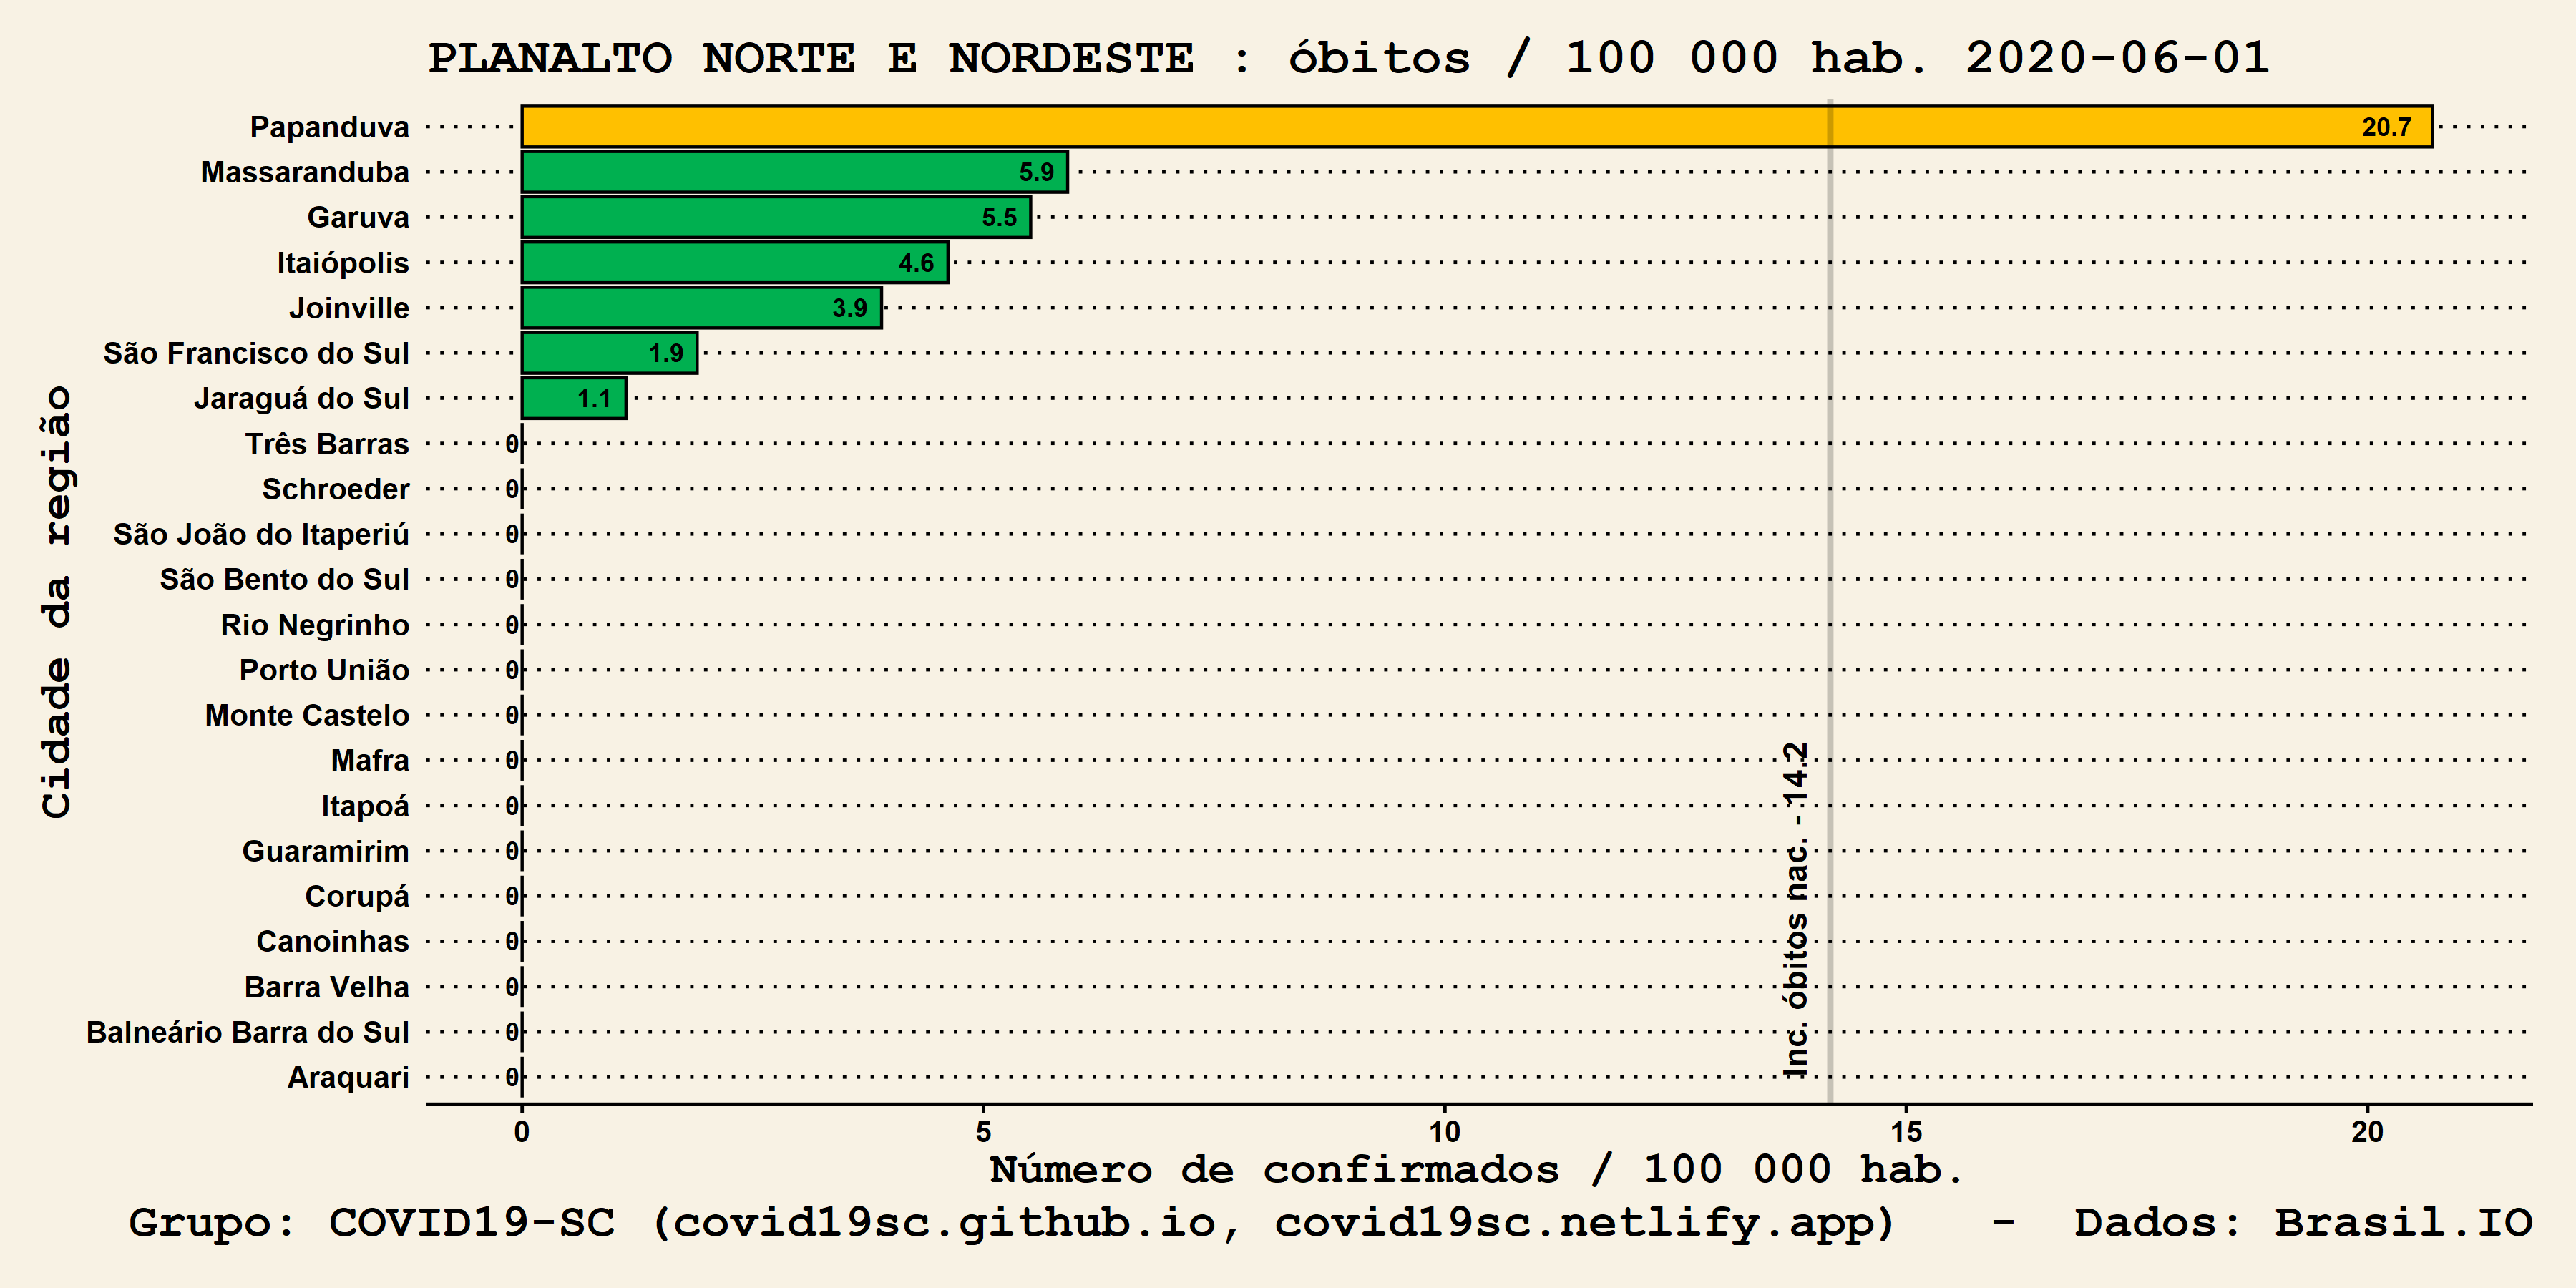 PLANALTO NORTE E NORDESTE : óbitos / 100 000 hab. 2020-06-01
Cidade da região
Papanduva 20.7
Massaranduba 5.9
Garuva 5.5
Itaiópolis 4.6
Joinville 3.9
São Francisco do Sul 1.9
Jaraguá do Sul 1.1
Três Barras 0
Schroeder 0
São João do Itaperiú 0
São Bento do Sul 0
Rio Negrinho 0
Porto União 0
Monte Castelo 0
Mafra 0
Itapoá 0
Guaramirim 0
Corupá 0
Canoinhas 0
Barra Velha 0
Balneário Barra do Sul 0
Araquari 0
Inc. óbitos nac. - 14.2
0 5 10 15 20
Número de confirmados / 100 000 hab.
Grupo: COVID19-SC (covid19sc.github.io, covid19sc.netlify.app) - Dados: Brasil.IO